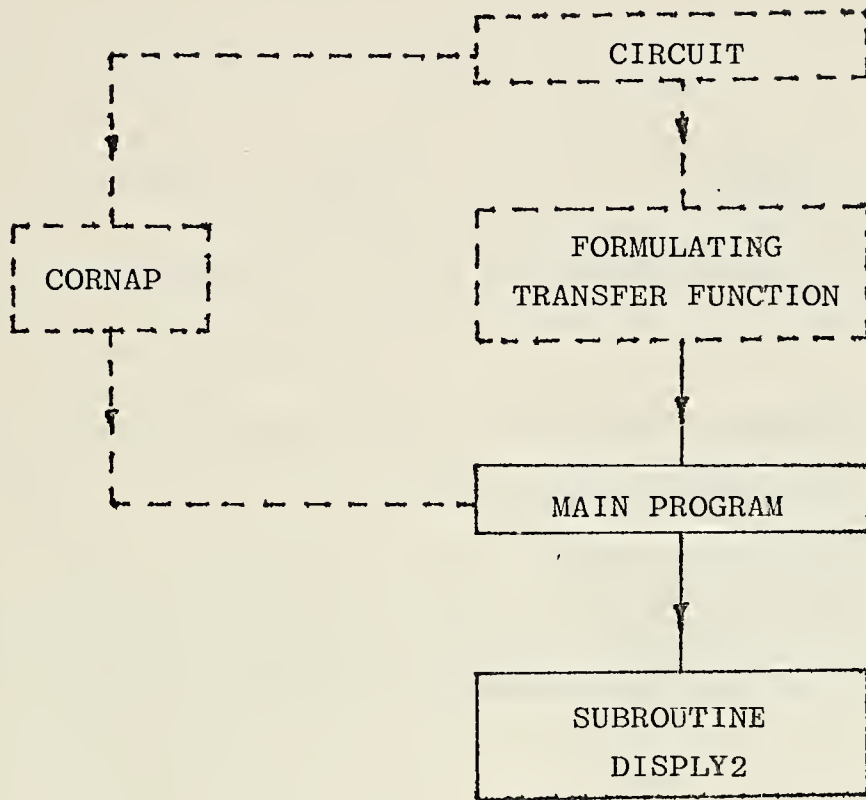 CIRCUIT
FORMULATING
TRANSFER FUNCTION
CORNAP
MAIN PROGRAM
SUBROUTINE
DISPLY2